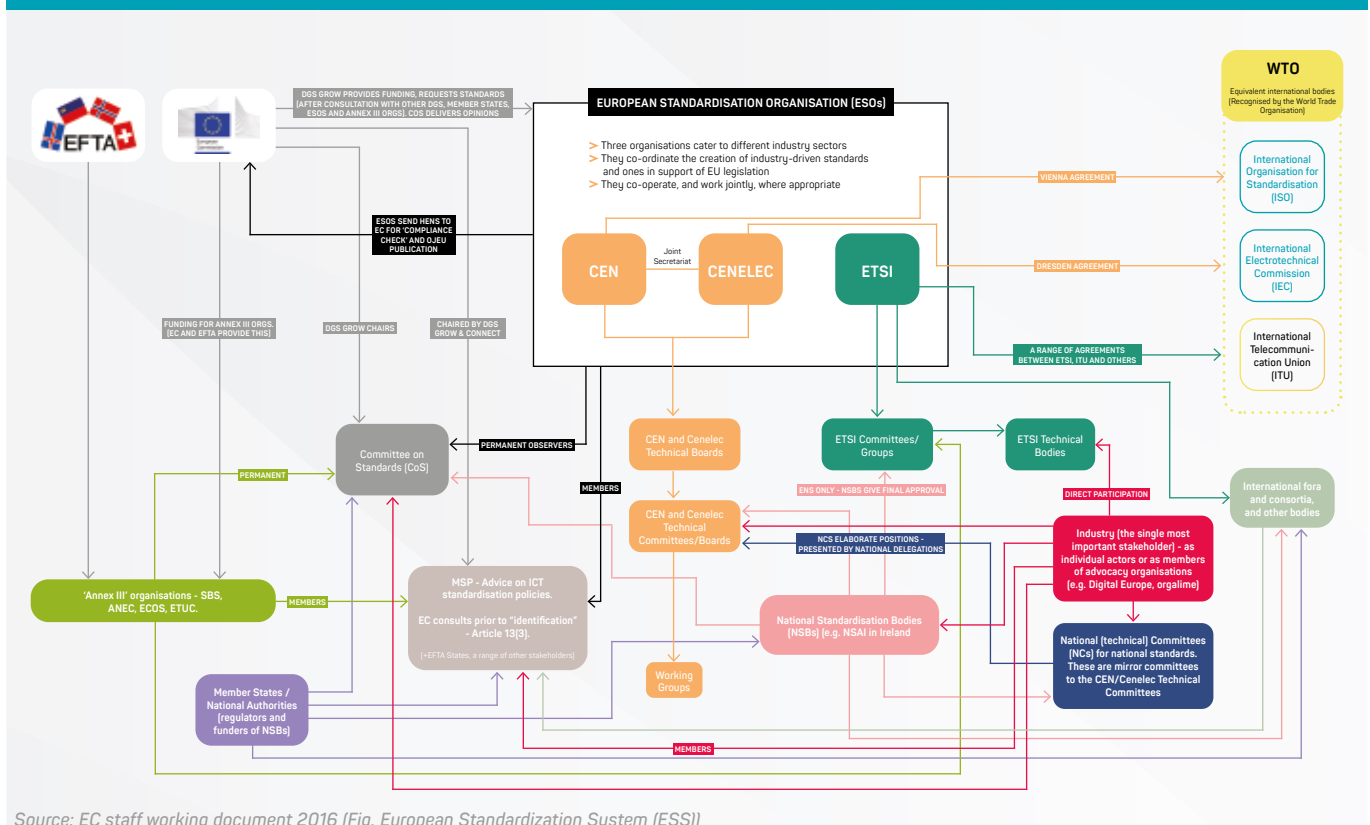 WTO
Equivalent international bodies
(Recognised by the World Trade
Organisation)
International
Organisation for
Standardisation
(ISO)
International
Electrotechnical
Commission
(IEC)
International
Telecommuni-
cation Union
(ITU)
EFTA
European
Commission
DGS GROW PROVIDES FUNDING, REQUESTS STANDARDS
(AFTER CONSULTATION WITH OTHER DGS, MEMBER STATES,
ESOS AND ANNEX III ORGS). COS DELIVERS OPINIONS
EUROPEAN STANDARDISATION ORGANISATION (ESOs)
> Three organisations cater to different industry sectors
> They co-ordinate the creation of industry-driven standards
and ones in support of EU legislation
> They co-operate, and work jointly, where appropriate
VIENNA AGREEMENT
ESOS SEND HENS TO
EC FOR 'COMPLIANCE
CHECK' AND OJEU
PUBLICATION
CEN
Joint
Secretariat
CENELEC
ETSI
DRESDEN AGREEMENT
FUNDING FOR ANNEX III ORGS.
(EC AND EFTA PROVIDE THIS)
DGS GROW CHAIRS
CHAIRED BY DGS
GROW & CONNECT
A RANGE OF AGREEMENTS
BETWEEN ETSI, ITU AND OTHERS
Committee on
Standards (CoS)
PERMANENT OBSERVERS
CEN and Cenelec
Technical Boards
ETSI Committees/
Groups
ETSI Technical
Bodies
PERMANENT
MEMBERS
ENS ONLY - NSBS GIVE FINAL APPROVAL
DIRECT PARTICIPATION
International fora
and consortia,
and other bodies
CEN and Cenelec
Technical
Committees/Boards
NCS ELABORATE POSITIONS -
PRESENTED BY NATIONAL DELEGATIONS
Industry (the single most
important stakeholder) - as
individual actors or as members
of advocacy organisations
(e.g. Digital Europe, orgalime)
'Annex III' organisations - SBS,
ANEC, ECOS, ETUC.
MEMBERS
MSP - Advice on ICT
standardisation policies.
EC consults prior to "identification"
- Article 13(3).
(+EFTA States, a range of other stakeholders)
National Standardisation Bodies
(NSBs) (e.g. NSAI in Ireland
National (technical) Committees
(NCs) for national standards.
These are mirror committees
to the CEN/Cenelec Technical
Committees
Working
Groups
Member States /
National Authorities
(regulators and
funders of NSBs)
MEMBERS
Source: EC staff working document 2016 (Fig. European Standardization System (ESS))